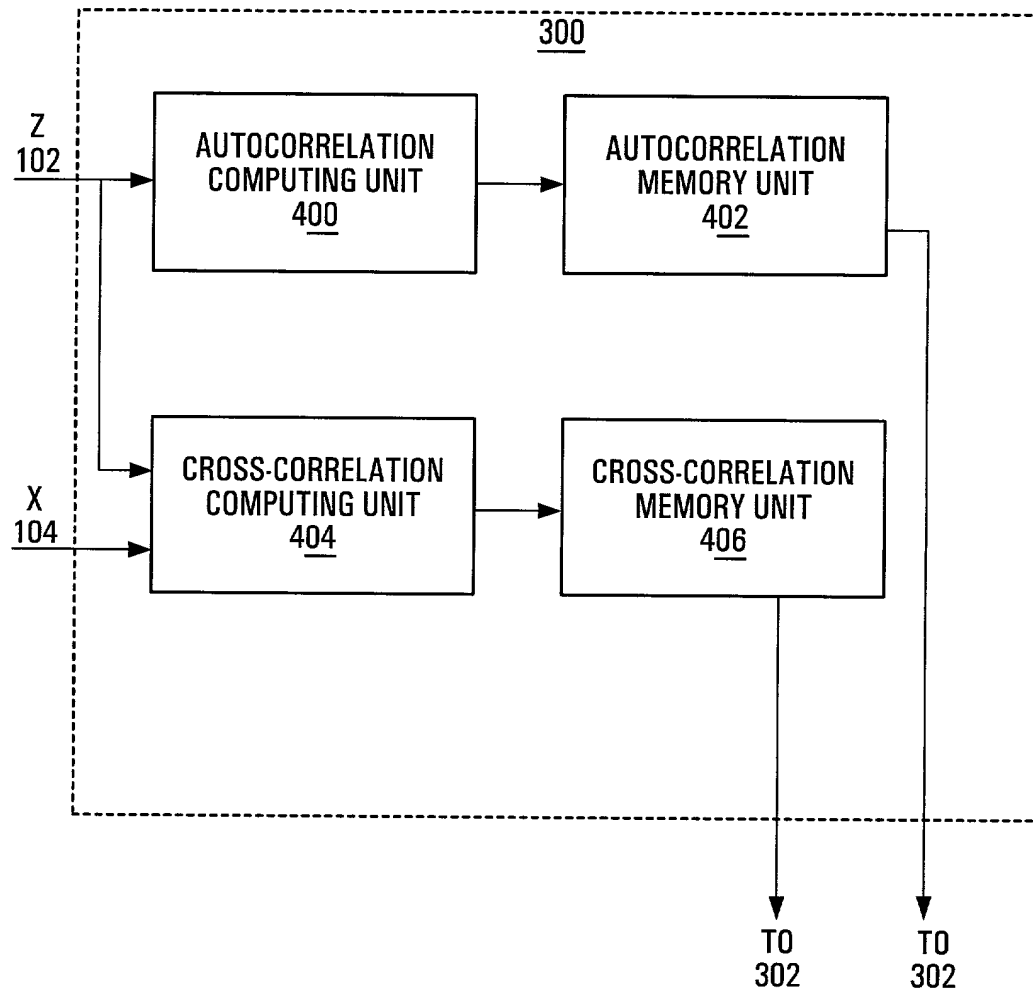 300
Z
102
AUTOCORRELATION
COMPUTING UNIT
400
AUTOCORRELATION
MEMORY UNIT
402
X
104
CROSS-CORRELATION
COMPUTING UNIT
404
CROSS-CORRELATION
MEMORY UNIT
406
TO
302
TO
302